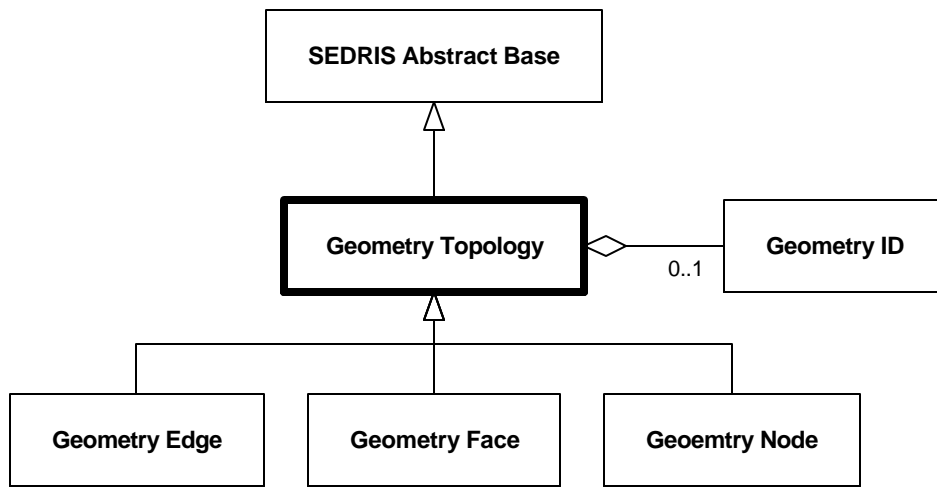 SEDRIS Abstract Base
Geometry Topology
Geometry ID
0..1
Geometry Edge
Geometry Face
Geoemtry Node